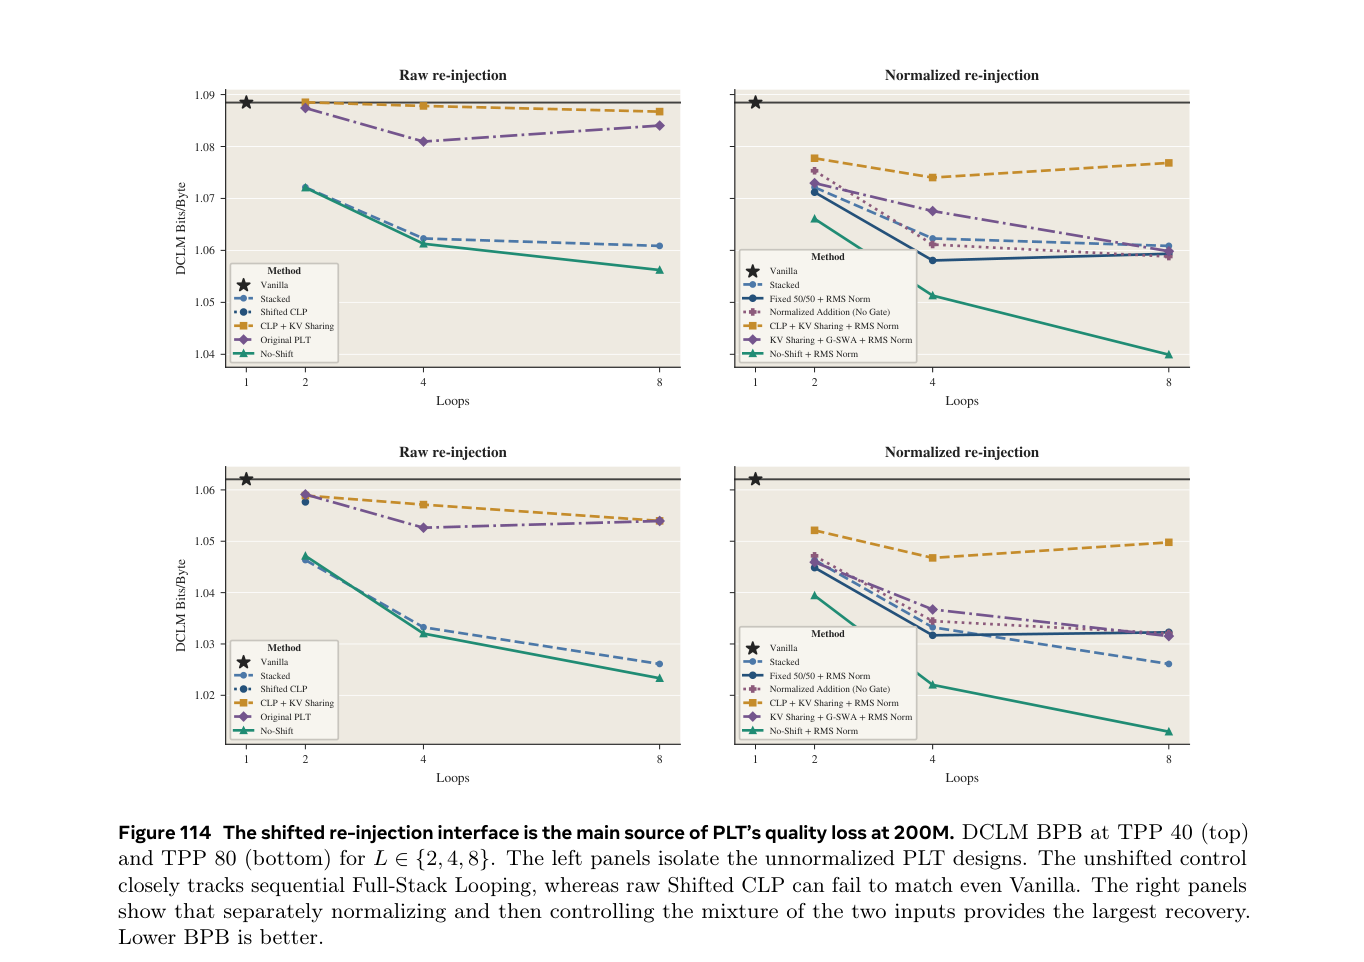 Raw re-injection
DCLM Bits/Byte
1.09
1.08
1.07
1.06
1.05
1.04
Method
Vanilla
Stacked
Shifted CLP
CLP + KV Sharing
Original PLT
No-Shift
1 2 4 8
Loops
Normalized re-injection
Method
Vanilla
Stacked
Fixed 50/50 + RMS Norm
Normalized Addition (No Gate)
CLP + KV Sharing + RMS Norm
KV Sharing + G-SWA + RMS Norm
No-Shift + RMS Norm
1 2 4 8
Loops
Raw re-injection
DCLM Bits/Byte
1.06
1.05
1.04
1.03
1.02
Method
Vanilla
Stacked
Shifted CLP
CLP + KV Sharing
Original PLT
No-Shift
1 2 4 8
Loops
Normalized re-injection
Method
Vanilla
Stacked
Fixed 50/50 + RMS Norm
Normalized Addition (No Gate)
CLP + KV Sharing + RMS Norm
KV Sharing + G-SWA + RMS Norm
No-Shift + RMS Norm
1 2 4 8
Loops
Figure 114 The shifted re-injection interface is the main source of PLT's quality loss at 200M. DCLM BPB at TPP 40 (top)
and TPP 80 (bottom) for L ∈ {2, 4, 8}. The left panels isolate the unnormalized PLT designs. The unshifted control
closely tracks sequential Full-Stack Looping, whereas raw Shifted CLP can fail to match even Vanilla. The right panels
show that separately normalizing and then controlling the mixture of the two inputs provides the largest recovery.
Lower BPB is better.